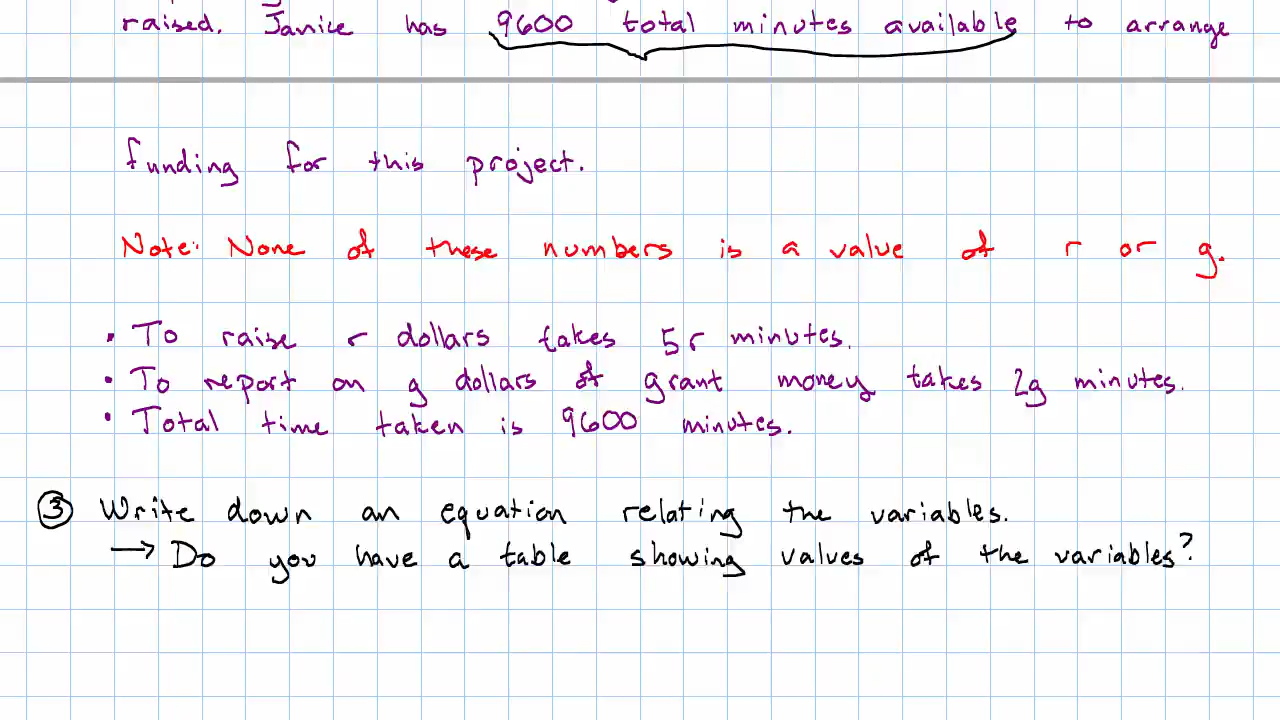 raised. Janice has 9600 total minutes available to arrange
funding for this project.
Note: None of these numbers is a value of r or g.
• To raise r dollars takes 5r minutes.
• To report on g dollars of grant money takes 2g minutes.
• Total time taken is 9600 minutes.
③ Write down an equation relating the variables.
→ Do you have a table showing values of the variables?